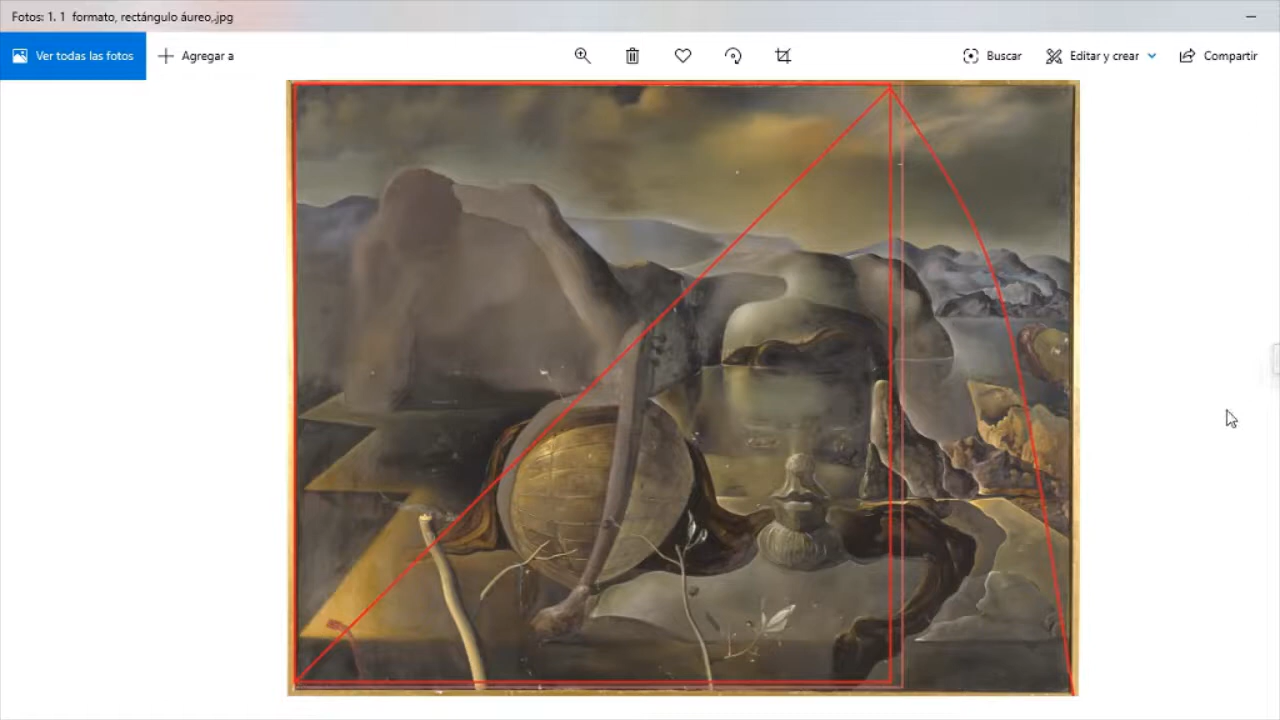 Fotos: 1. 1 formato, rectángulo áureo,.jpg
Ver todas las fotos
Agregar a
Buscar
Editar y crear
Compartir